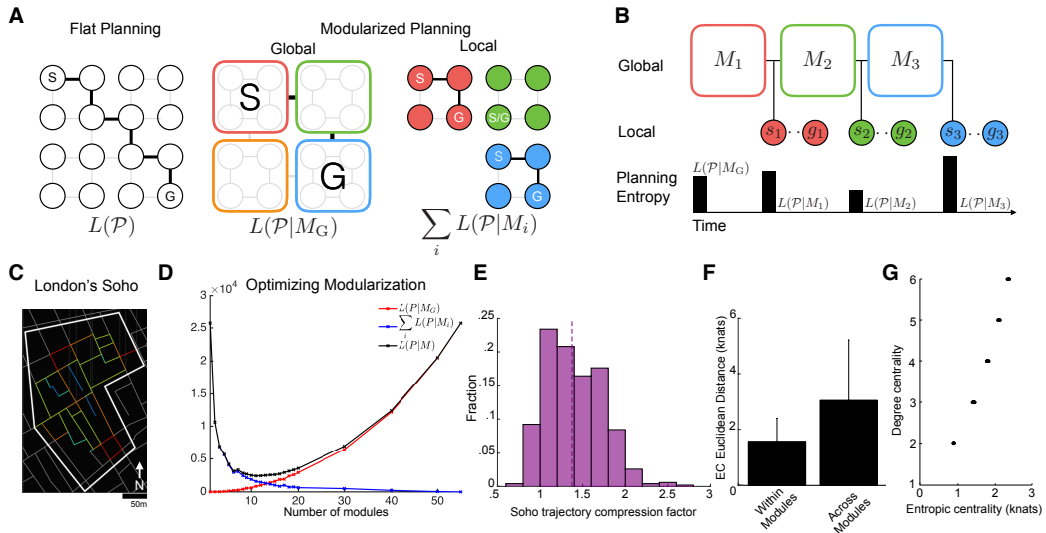 A
Flat Planning
Modularized Planning
Global
Local
S
G
S
G
S
G
S/G
S
G
L(P)
L(P|M_G)
∑_i L(P|M_i)
B
Global
M_1
M_2
M_3
Local
s_1 ·· g_1
s_2 ·· g_2
s_3 ·· g_3
Planning
Entropy
L(P|M_G)
L(P|M_1)
L(P|M_2)
L(P|M_3)
Time
C
London's Soho
N
50m
D
Optimizing Modularization
×10^4
3
2.5
2
1.5
1
0.5
0
10
20
30
40
50
Number of modules
L(P|M_G)
∑_i L(P|M_i)
L(P|M)
E
Fraction
.25
.2
.15
.1
.05
0
.5
1
1.5
2
2.5
3
Soho trajectory compression factor
F
EC Euclidean Distance (knats)
6
4
2
0
Within
Modules
Across
Modules
G
Degree centrality
6
5
4
3
2
1
0
1
2
3
Entropic centrality (knats)